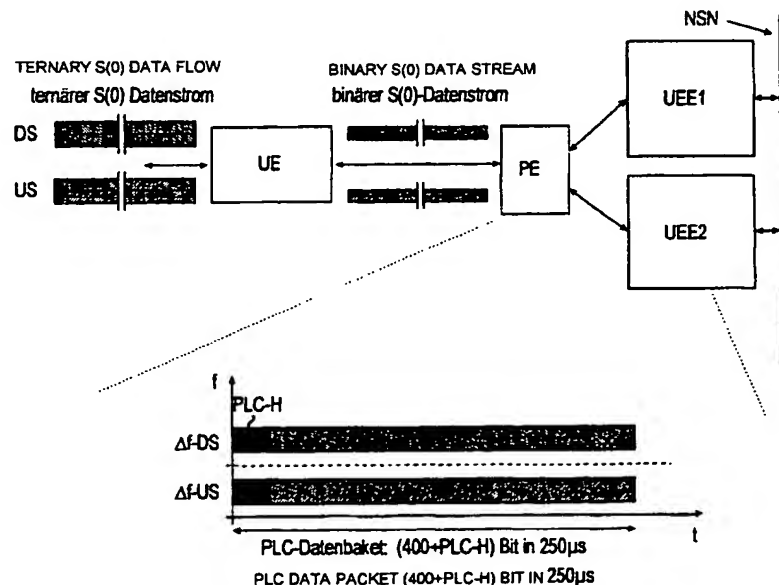 NSN
TERNARY S(0) DATA FLOW
ternärer S(0) Datenstrom
BINARY S(0) DATA STREAM
binärer S(0)-Datenstrom
DS
US
UE
PE
UEE1
UEE2
f
PLC-H
Δf-DS
Δf-US
t
PLC-Datenbaket: (400+PLC-H) Bit in 250µs
PLC DATA PACKET (400+PLC-H) BIT IN 250µs